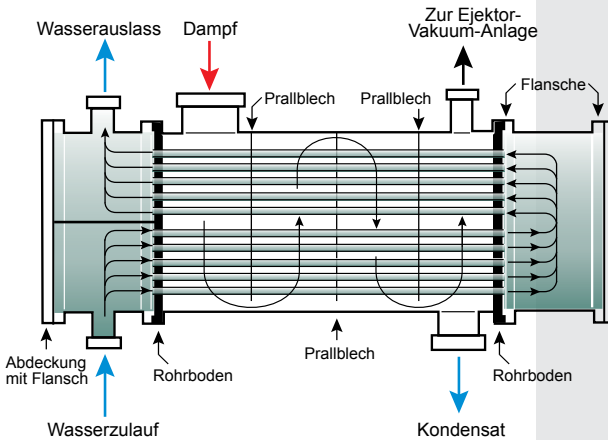 Wasserauslass
Dampf
Zur Ejektor-
Vakuum-Anlage
Prallblech
Prallblech
Flansche
Abdeckung
mit Flansch
Rohrboden
Prallblech
Rohrboden
Wasserzulauf
Kondensat